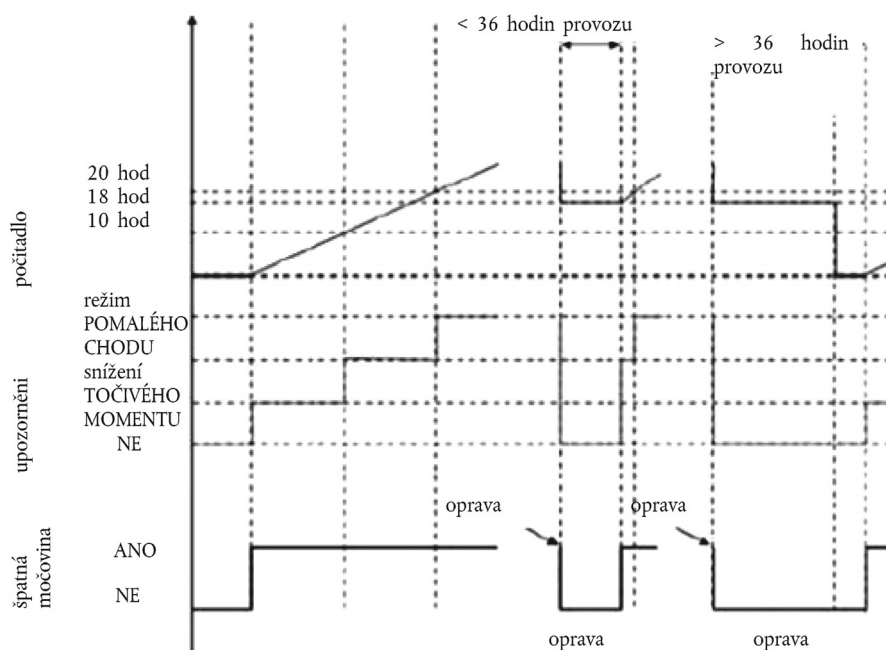 < 36 hodin provozu
> 36 hodin
provozu
20 hod
18 hod
10 hod
počitadlo
režim
POMALÉHO
CHODU
snížení
TOČIVÉHO
MOMENTU
NE
upozornění
oprava
oprava
ANO
NE
špatná
močovina
oprava
oprava